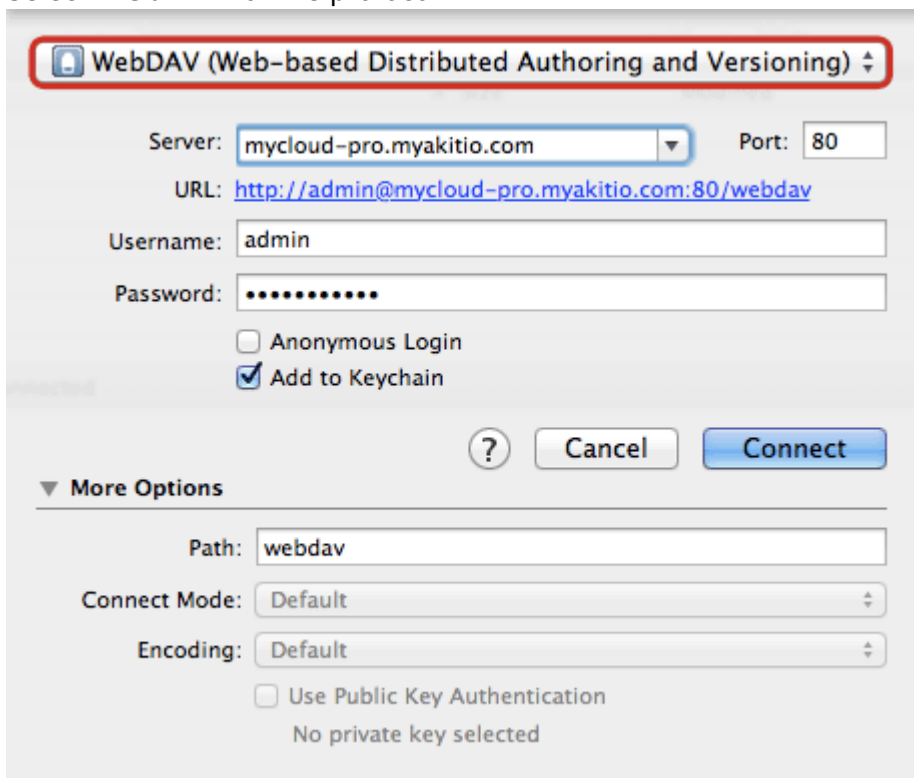 WebDAV (Web-based Distributed Authoring and Versioning)
Server: mycloud-pro.myakitio.com Port: 80
URL: http://admin@mycloud-pro.myakitio.com:80/webdav
Username: admin
Password: •••••••••••
Anonymous Login
Add to Keychain
? Cancel Connect
More Options
Path: webdav
Connect Mode: Default
Encoding: Default
Use Public Key Authentication
No private key selected